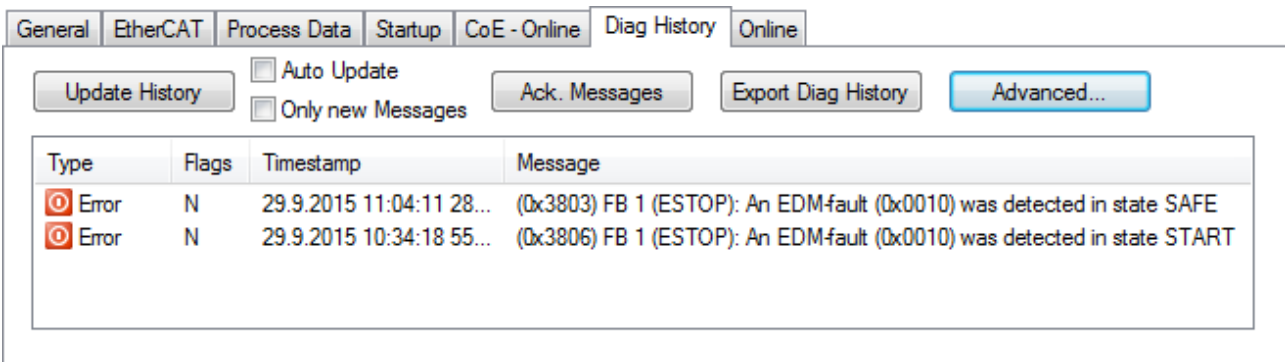 General EtherCAT Process Data Startup CoE - Online Diag History Online
Update History Auto Update Only new Messages Ack. Messages Export Diag History Advanced...
Type Flags Timestamp Message
Error N 29.9.2015 11:04:11 28... (0x3803) FB 1 (ESTOP): An EDM-fault (0x0010) was detected in state SAFE
Error N 29.9.2015 10:34:18 55... (0x3806) FB 1 (ESTOP): An EDM-fault (0x0010) was detected in state START